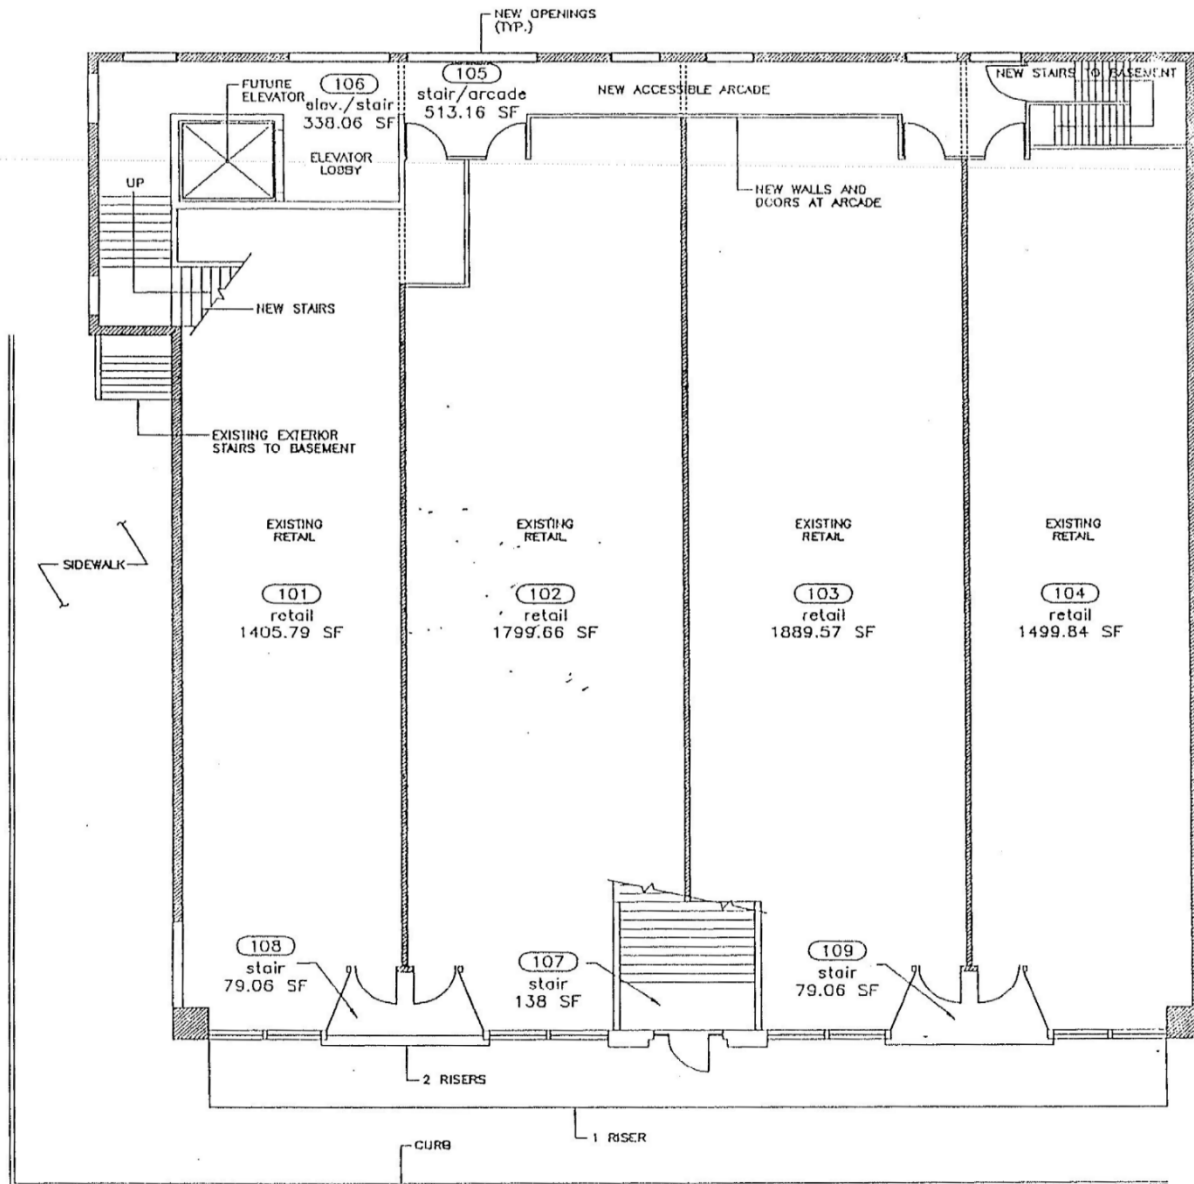 NEW OPENINGS
(TYP.)
FUTURE
ELEVATOR
106
elav./stair
338.06 SF
105
stair/arcade
513.16 SF
NEW ACCESSIBLE ARCADE
NEW STAIRS TO BASEMENT
ELEVATOR
LOBBY
UP
NEW WALLS AND
DOORS AT ARCADE
NEW STAIRS
EXISTING EXTERIOR
STAIRS TO BASEMENT
SIDEWALK
EXISTING
RETAIL
101
retail
1405.79 SF
EXISTING
RETAIL
102
retail
1799.66 SF
EXISTING
RETAIL
103
retail
1889.57 SF
EXISTING
RETAIL
104
retail
1499.84 SF
108
stair
79.06 SF
107
stair
138 SF
109
stair
79.06 SF
2 RISERS
1 RISER
CURB